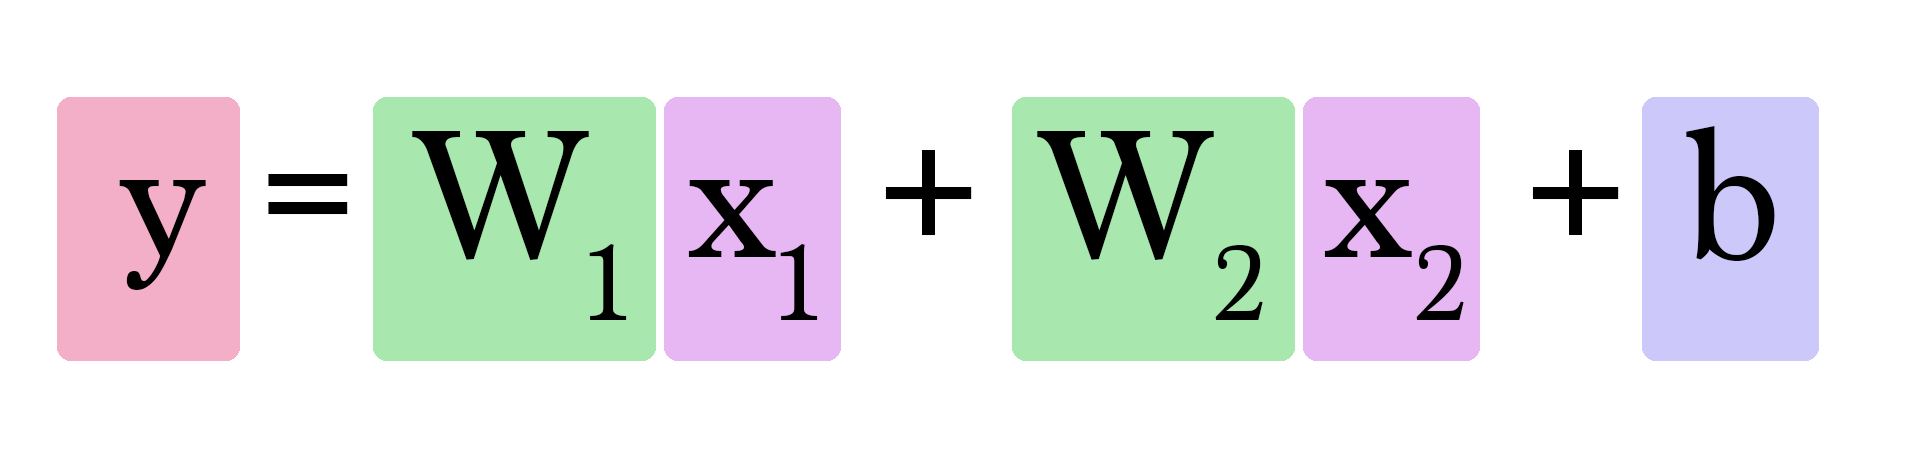 y = W₁ x₁ + W₂ x₂ + b